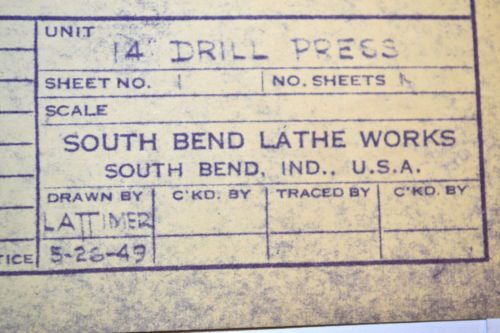 UNIT
14" DRILL PRESS
SHEET NO. 1 NO. SHEETS
SCALE
SOUTH BEND LATHE WORKS
SOUTH BEND, IND., U.S.A.
DRAWN BY C'KD. BY TRACED BY C'KD. BY
LATTIMER
5-26-49